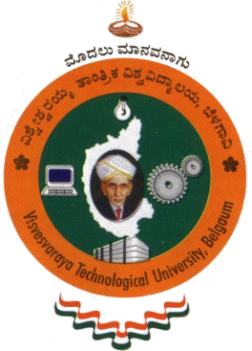 ಮೊದಲು ಮಾನವನಾಗು
ವಿಶ್ವೇಶ್ವರಯ್ಯ ತಾಂತ್ರಿಕ ವಿಶ್ವವಿದ್ಯಾಲಯ, ಬೆಳಗಾವಿ
Visvesvaraya Technological University, Belgaum